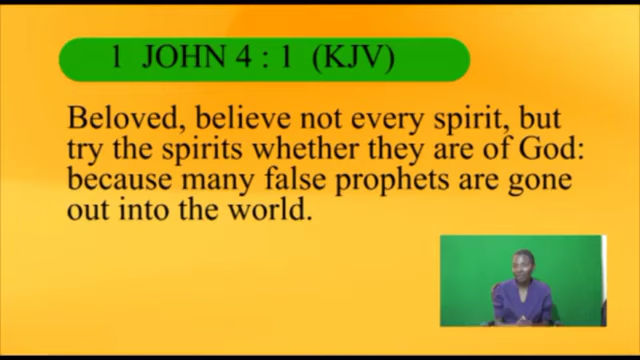 1 JOHN 4 : 1 (KJV)
Beloved, believe not every spirit, but
try the spirits whether they are of God:
because many false prophets are gone
out into the world.